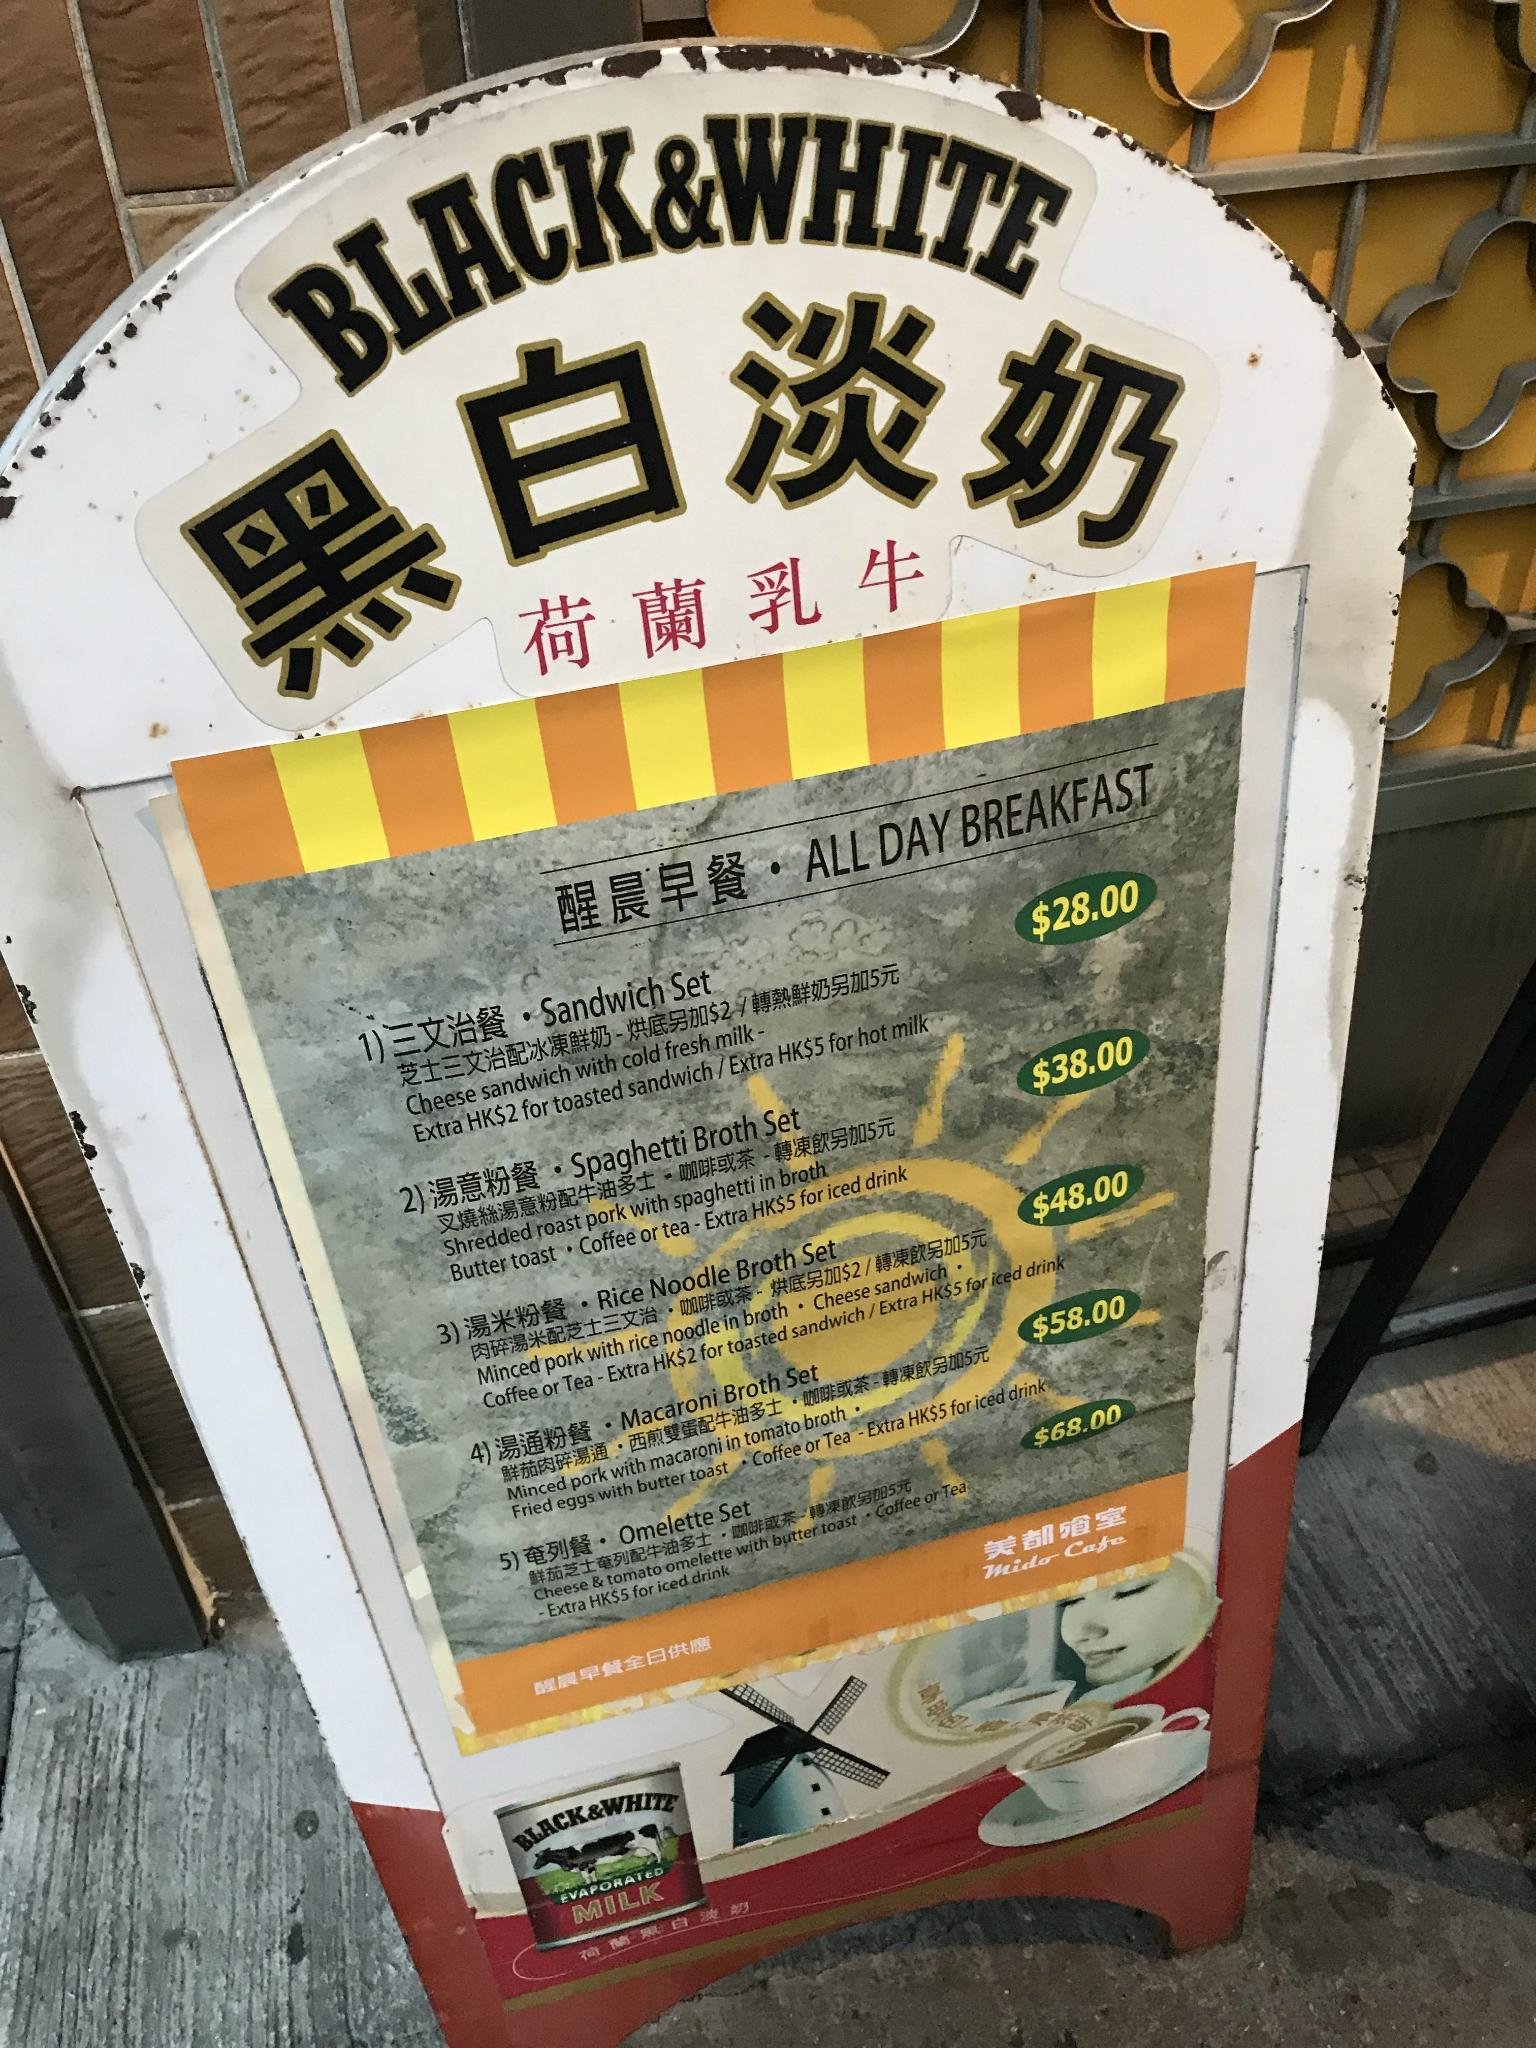 BLACK&WHITE
黑白淡奶
荷蘭乳牛
醒晨早餐 • ALL DAY BREAKFAST
$28.00
1) 三文治餐 • Sandwich Set
芝士三文治配冰凍鮮奶 - 烘底另加$2 / 轉熱鮮奶另加5元
Cheese sandwich with cold fresh milk -
Extra HK$2 for toasted sandwich / Extra HK$5 for hot milk
$38.00
2) 湯意粉餐 • Spaghetti Broth Set
叉燒絲湯意粉配牛油多士 • 咖啡或茶 - 轉凍飲另加5元
Shredded roast pork with spaghetti in broth
Butter toast • Coffee or tea - Extra HK$5 for iced drink
$48.00
3) 湯米粉餐 • Rice Noodle Broth Set
肉碎湯米配芝士三文治 • 咖啡或茶 - 烘底另加$2 / 轉凍飲另加5元
Minced pork with rice noodle in broth • Cheese sandwich •
Coffee or Tea - Extra HK$2 for toasted sandwich / Extra HK$5 for iced drink
$58.00
4) 湯通粉餐 • Macaroni Broth Set
鮮茄肉碎湯通 • 西煎雙蛋配牛油多士 • 咖啡或茶 - 轉凍飲另加5元
Minced pork with macaroni in tomato broth •
Fried eggs with butter toast • Coffee or Tea - Extra HK$5 for iced drink
$68.00
5) 奄列餐 • Omelette Set
鮮茄芝士奄列配牛油多士 • 咖啡或茶 - 轉凍飲另加5元
Cheese & tomato omelette with butter toast • Coffee or Tea
- Extra HK$5 for iced drink
美都餐室
Mido Cafe
醒晨早餐全日供應
BLACK&WHITE
EVAPORATED
MILK
荷蘭黑白淡奶